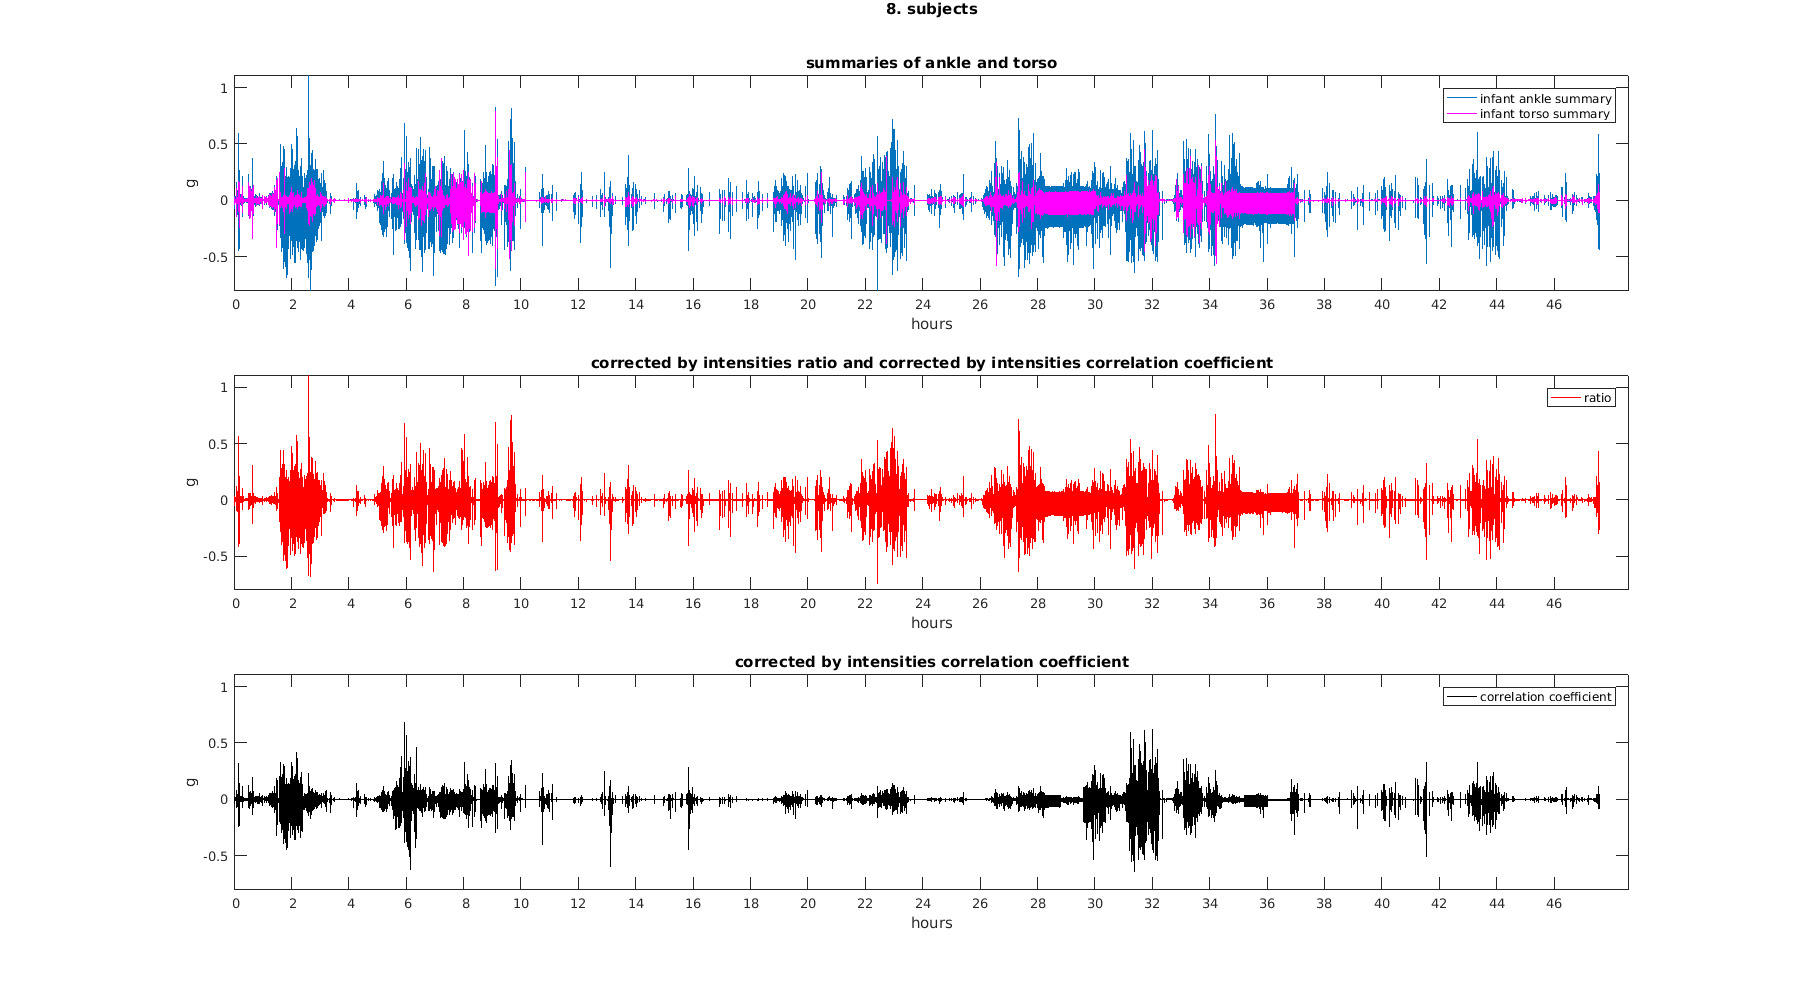 8. subjects
summaries of ankle and torso
infant ankle summary
infant torso summary
1
0.5
0
-0.5
g
0 2 4 6 8 10 12 14 16 18 20 22 24 26 28 30 32 34 36 38 40 42 44 46
hours
corrected by intensities ratio and corrected by intensities correlation coefficient
ratio
1
0.5
0
-0.5
g
0 2 4 6 8 10 12 14 16 18 20 22 24 26 28 30 32 34 36 38 40 42 44 46
hours
corrected by intensities correlation coefficient
correlation coefficient
1
0.5
0
-0.5
g
0 2 4 6 8 10 12 14 16 18 20 22 24 26 28 30 32 34 36 38 40 42 44 46
hours